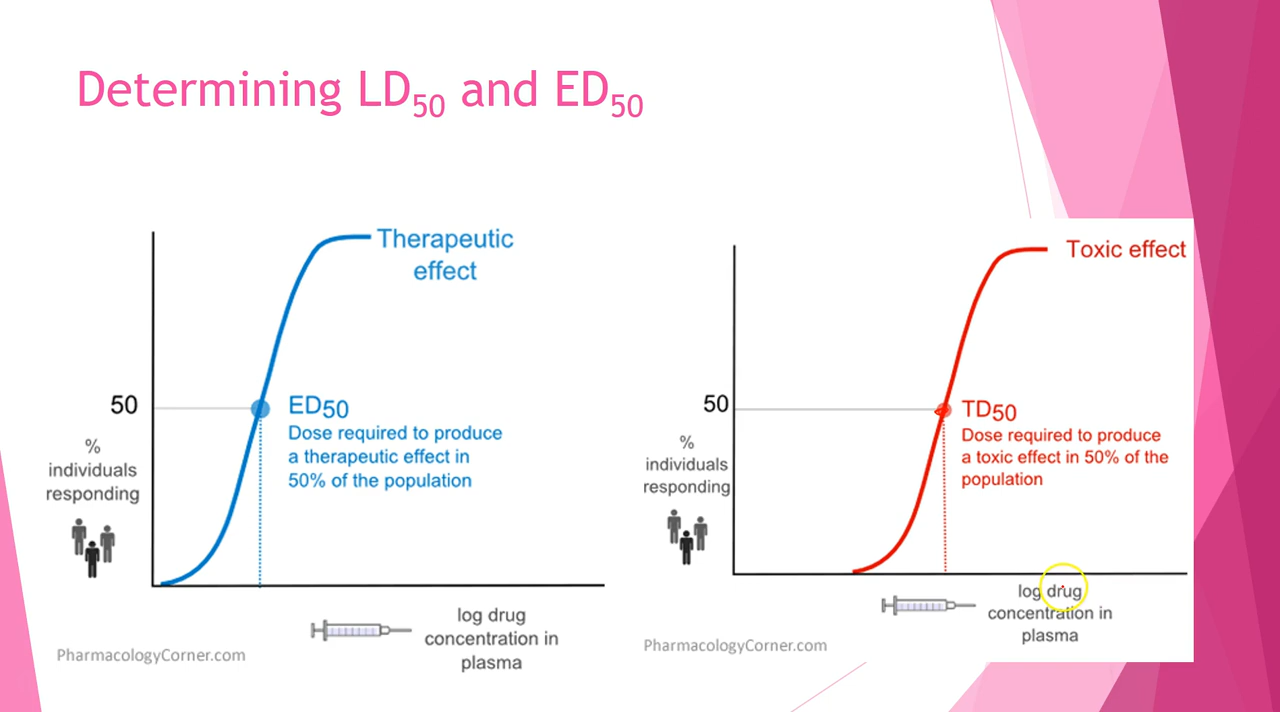 Determining LD50 and ED50
Therapeutic
effect
50
ED50
Dose required to produce
a therapeutic effect in
50% of the population
%
individuals
responding
log drug
concentration in
plasma
PharmacologyCorner.com
Toxic effect
50
TD50
Dose required to produce
a toxic effect in 50% of the
population
%
individuals
responding
log drug
concentration in
plasma
PharmacologyCorner.com